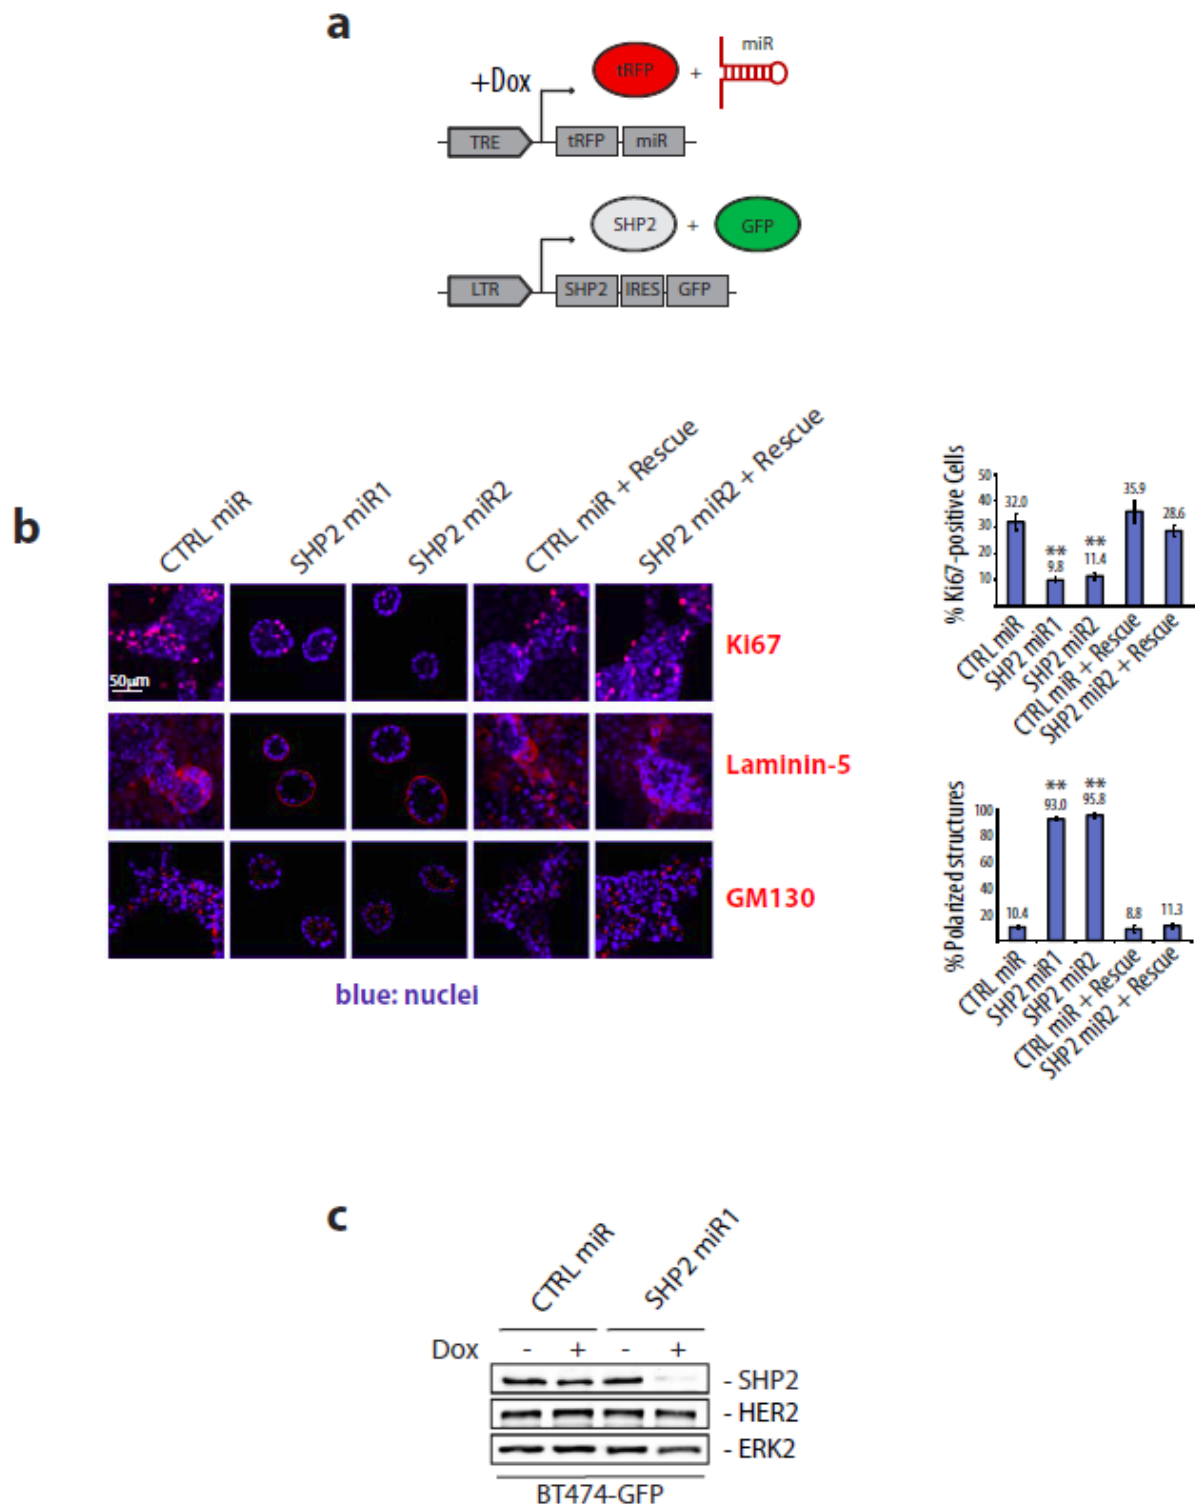 a
+Dox
tRFP + miR
TRE tRFP miR
SHP2 + GFP
LTR SHP2 IRES GFP
b
CTRL miR
SHP2 miR1
SHP2 miR2
CTRL miR + Rescue
SHP2 miR2 + Rescue
50μm
Ki67
Laminin-5
GM130
blue: nuclei
% Ki67-positive Cells
50
40
30
20
10
32.0
**
9.8
**
11.4
35.9
28.6
CTRL miR
SHP2 miR1
SHP2 miR2
CTRL miR + Rescue
SHP2 miR2 + Rescue
% Polarized structures
100
80
60
40
20
10.4
**
93.0
**
95.8
8.8
11.3
CTRL miR
SHP2 miR1
SHP2 miR2
CTRL miR + Rescue
SHP2 miR2 + Rescue
c
CTRL miR
SHP2 miR1
Dox - + - +
- SHP2
- HER2
- ERK2
BT474-GFP